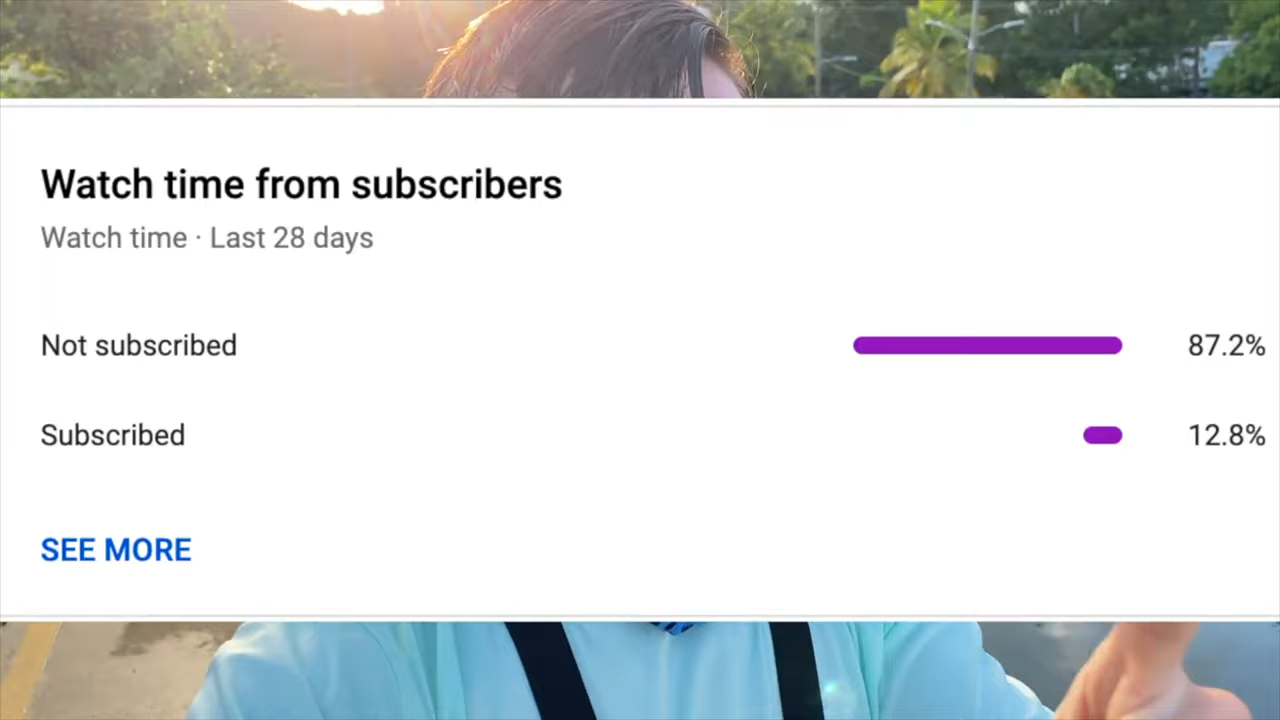 Watch time from subscribers
Watch time · Last 28 days
Not subscribed 87.2%
Subscribed 12.8%
SEE MORE